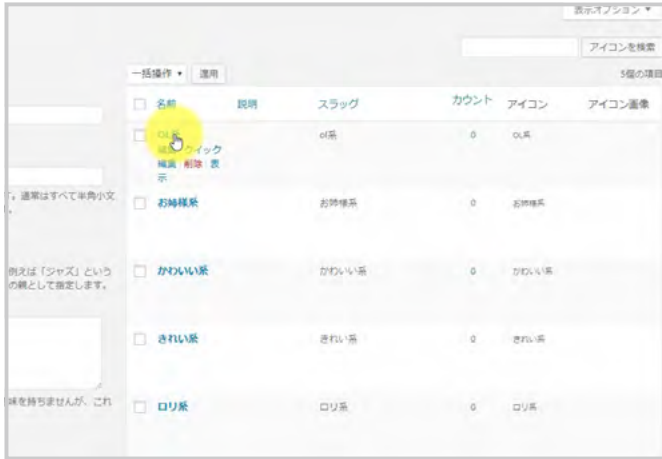 表示オプション ▼
アイコンを検索
一括操作 ▼ 適用 5個の項目
名前 説明 スラッグ カウント アイコン アイコン画像
OL系 ol系 0 OL系
編集 クイック
編集 削除 表
示
す。通常はすべて半角小文
お姉様系 お姉様系 0 お姉様系
例えば「ジャズ」という
かわいい系 かわいい系 0 かわいい系
の親として指定します。
きれい系 きれい系 0 きれい系
味を持ちませんが、これ
ロリ系 ロリ系 0 ロリ系